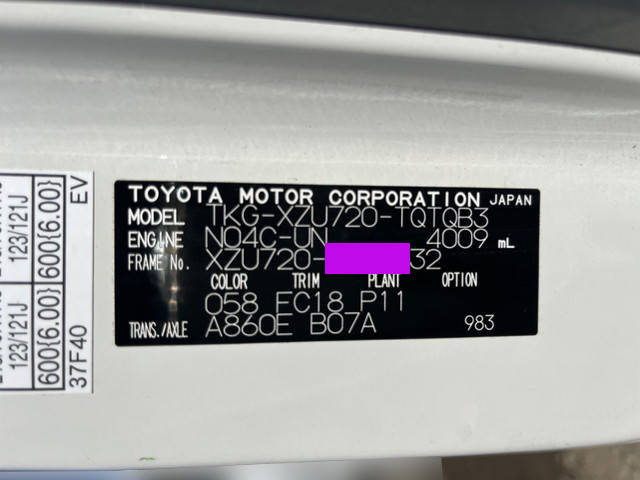 TOYOTA MOTOR CORPORATION JAPAN
MODEL TKG-XZU720-TQTQB3
ENGINE N04C-UN 4009 mL
FRAME No. XZU720- 32
COLOR TRIM PLANT OPTION
058 FC18 P11
TRANS./AXLE A860E B07A 983
123/121J
600{6.00}
37F40
123/121J
600{6.00}
EV